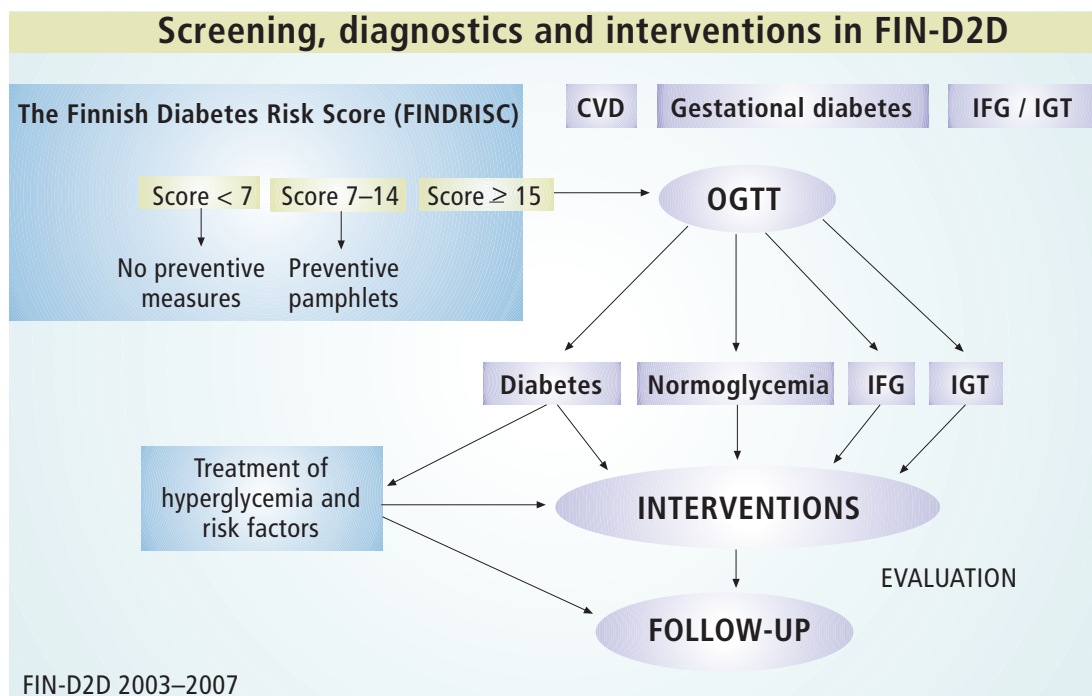 Screening, diagnostics and interventions in FIN-D2D
The Finnish Diabetes Risk Score (FINDRISC)
CVD
Gestational diabetes
IFG / IGT
Score < 7
Score 7–14
Score ≥ 15
OGTT
No preventive
measures
Preventive
pamphlets
Diabetes
Normoglycemia
IFG
IGT
Treatment of
hyperglycemia and
risk factors
INTERVENTIONS
EVALUATION
FOLLOW-UP
FIN-D2D 2003–2007